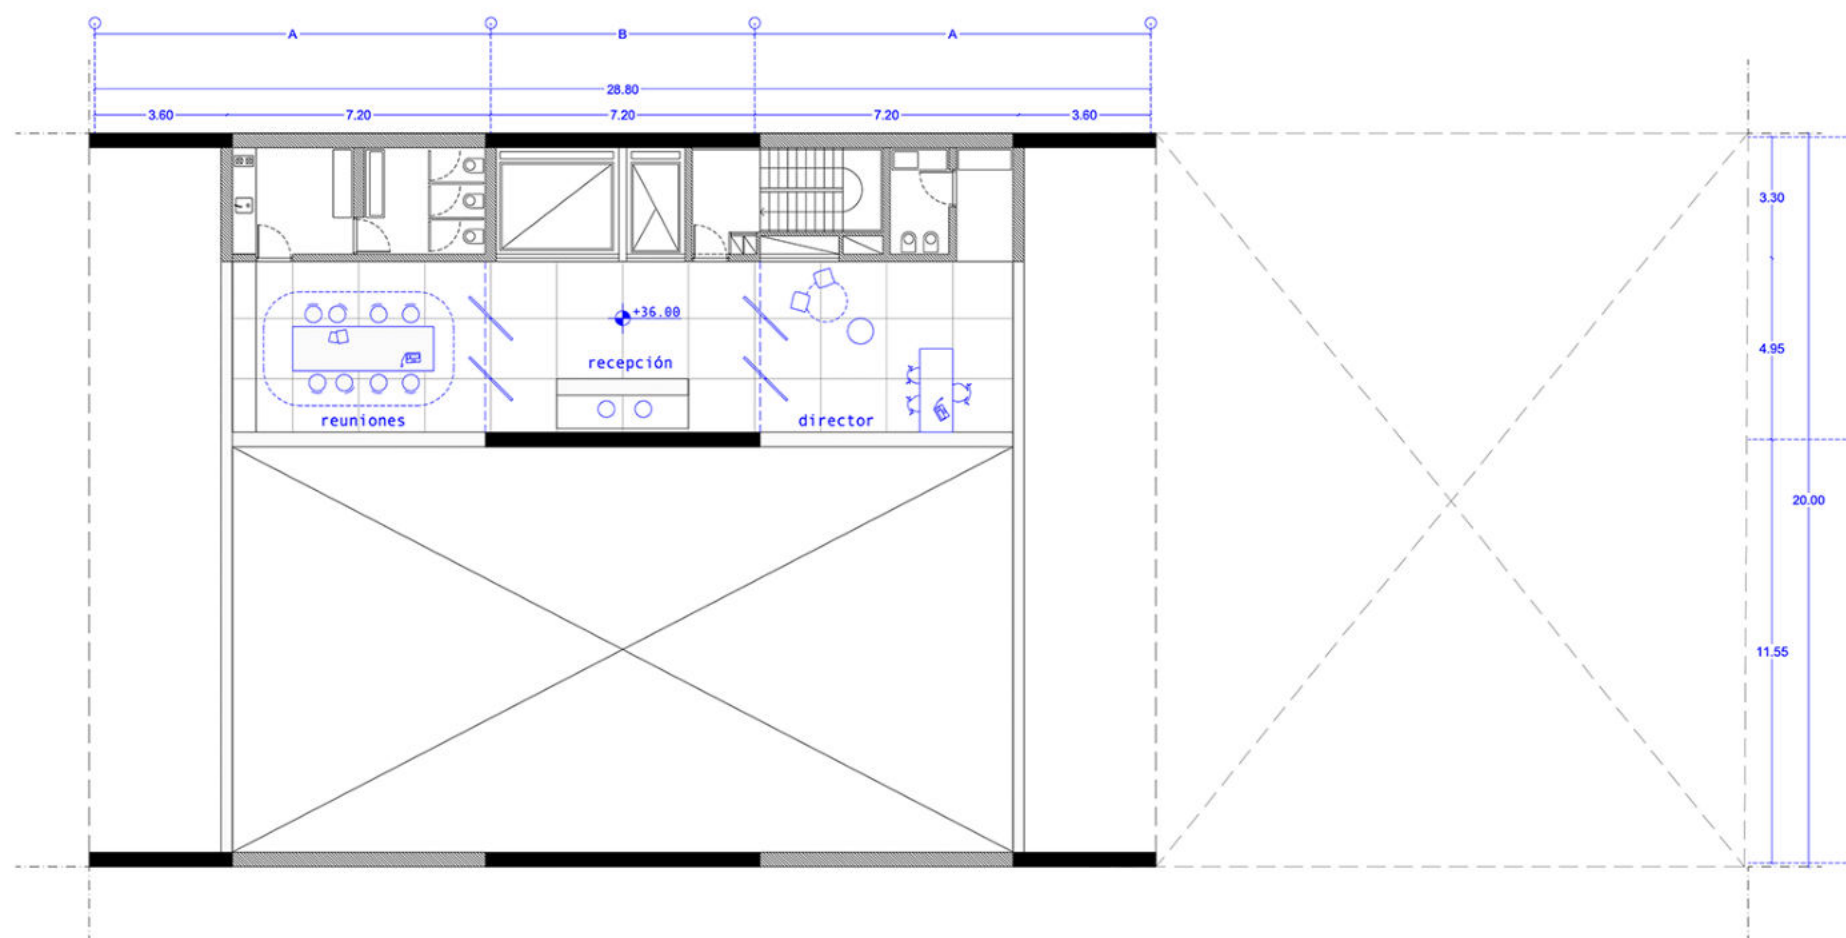 A B A
28.80
3.60 7.20 7.20 7.20 3.60
3.30
+36.00
4.95
recepción
reuniones
director
20.00
11.55